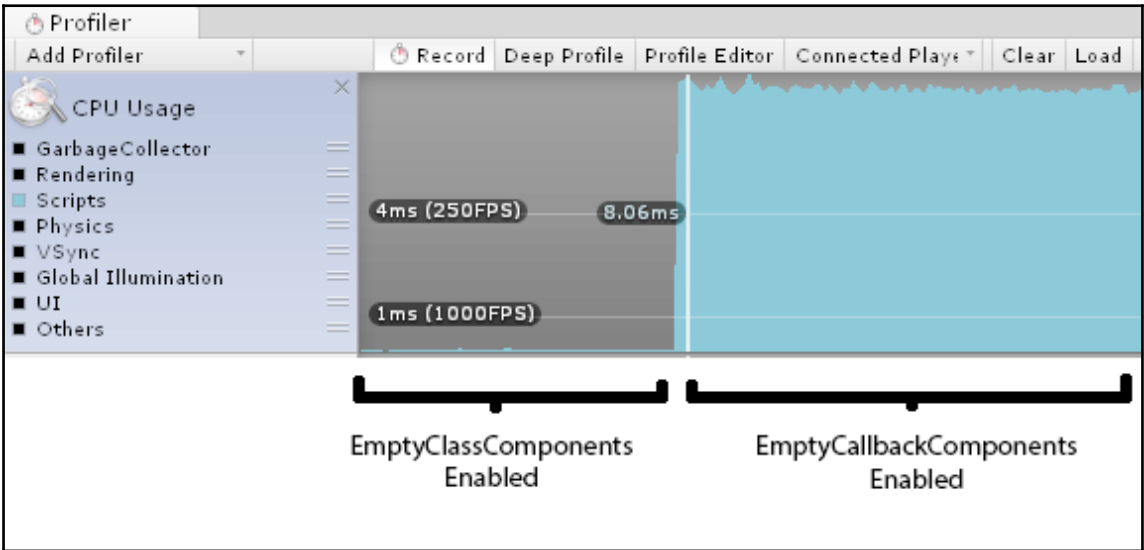 Profiler
Add Profiler Record Deep Profile Profile Editor Connected Playe Clear Load
CPU Usage
GarbageCollector
Rendering
Scripts
Physics
VSync
Global Illumination
UI
Others
4ms (250FPS) 8.06ms
1ms (1000FPS)
EmptyClassComponents
Enabled
EmptyCallbackComponents
Enabled